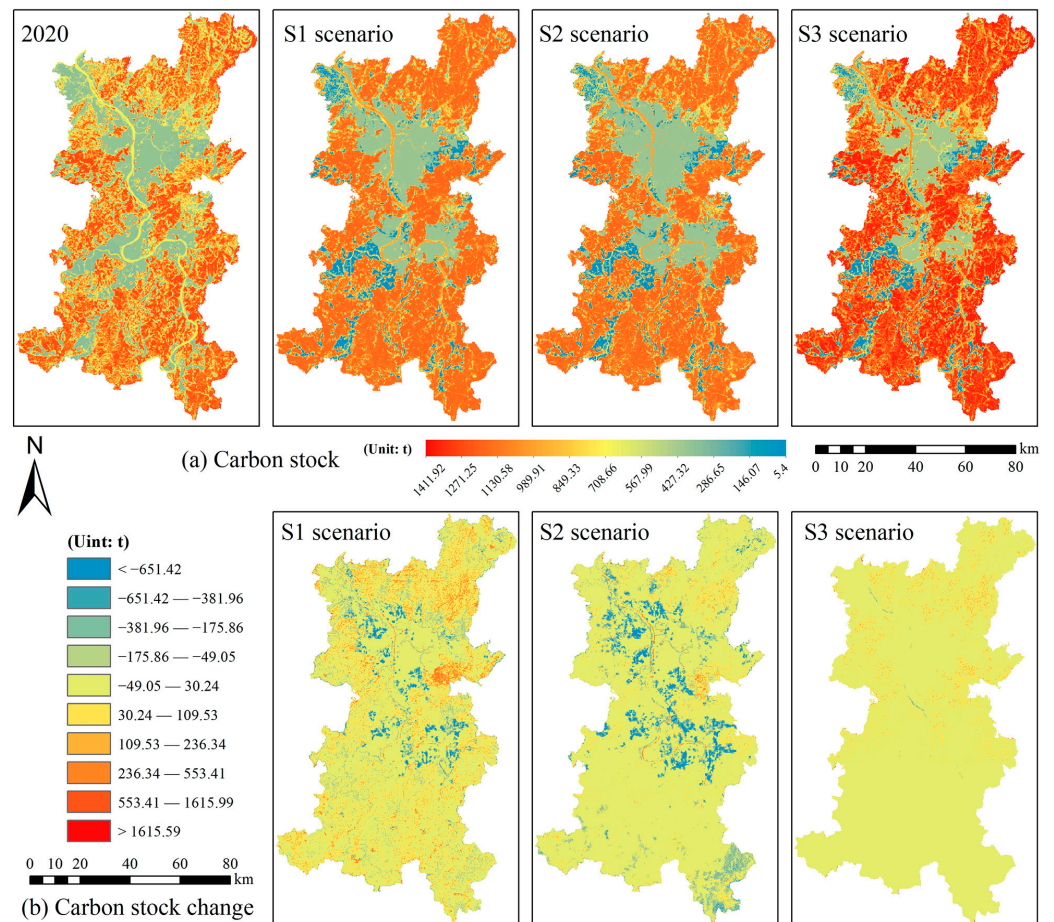 2020
S1 scenario
S2 scenario
S3 scenario
N
(a) Carbon stock
(Unit: t)
1411.92
1271.25
1130.58
989.91
849.33
708.66
567.99
427.32
286.65
146.07
5.4
0 5 10 20 40 60 80
km
(Uint: t)
< −651.42
−651.42 — −381.96
−381.96 — −175.86
−175.86 — −49.05
−49.05 — 30.24
30.24 — 109.53
109.53 — 236.34
236.34 — 553.41
553.41 — 1615.99
> 1615.59
0 5 10 20 40 60 80
km
(b) Carbon stock change
S1 scenario
S2 scenario
S3 scenario